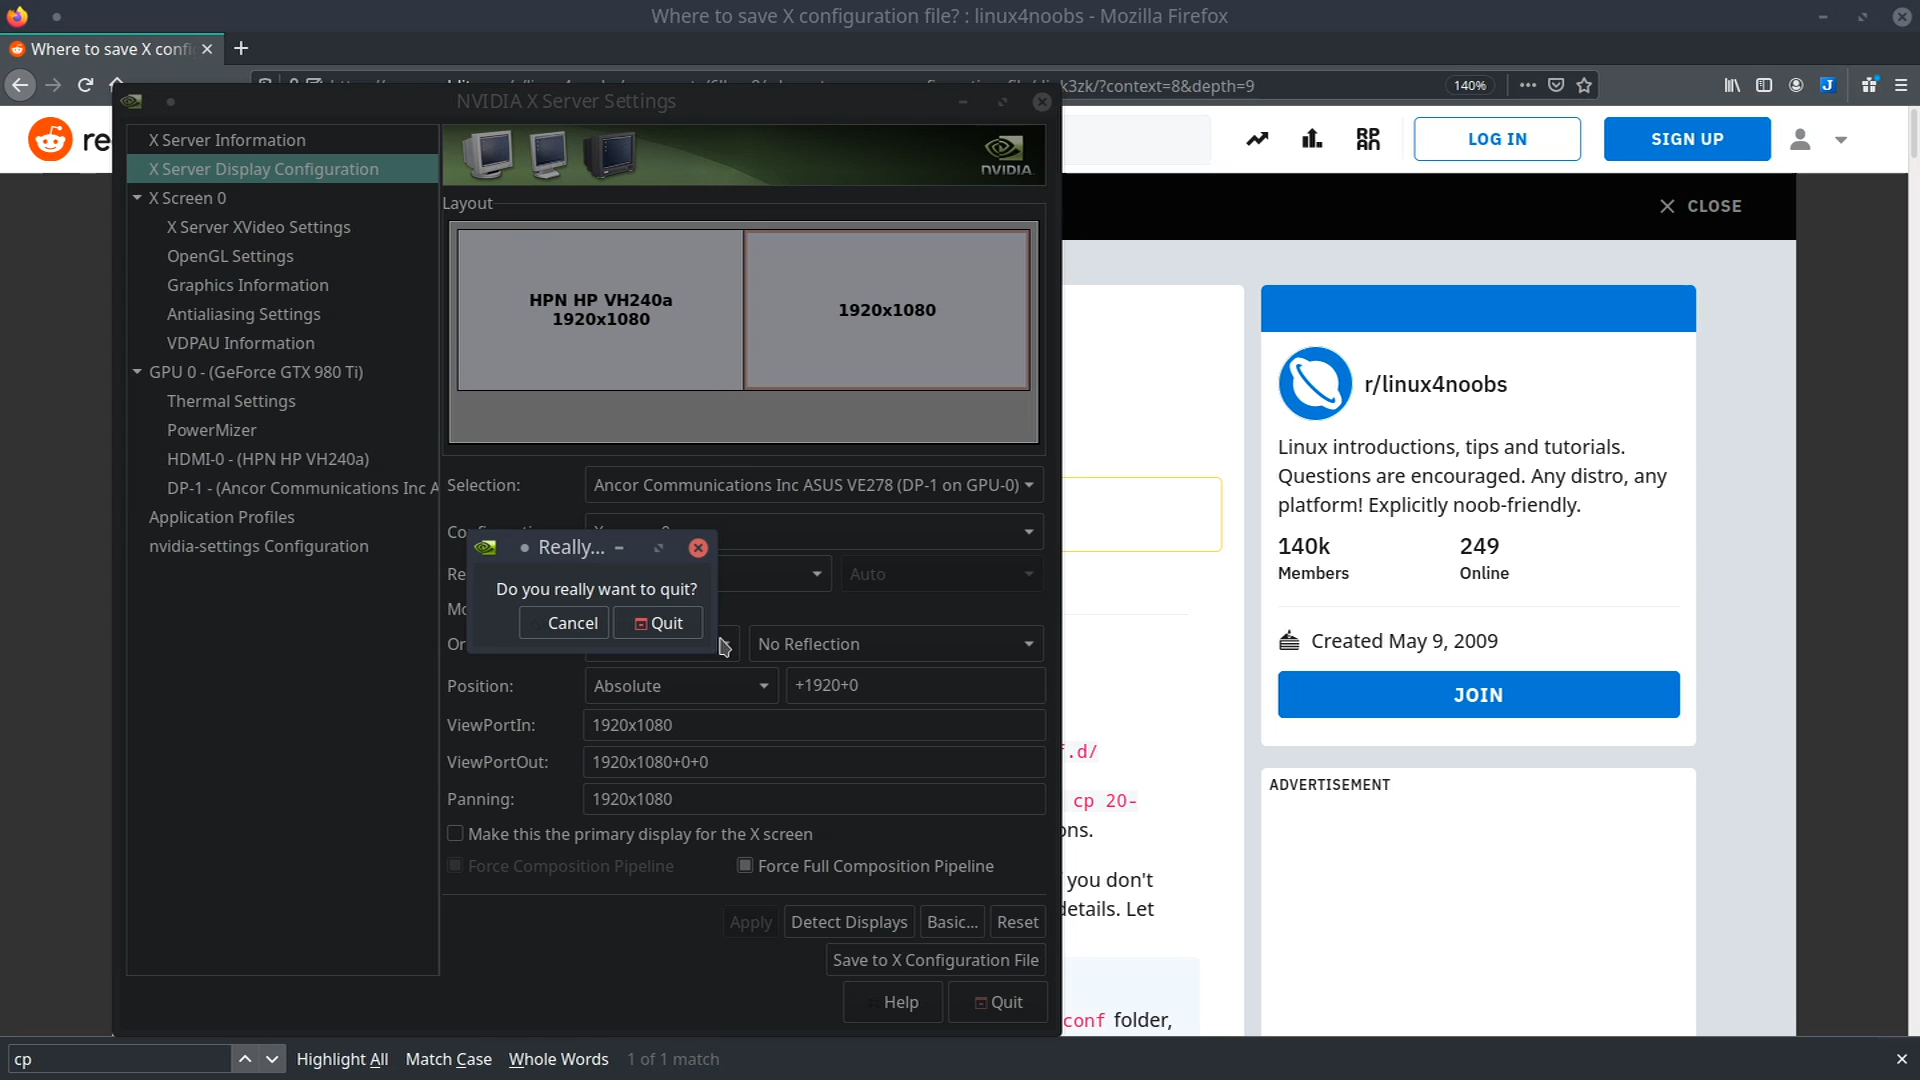 Where to save X configuration file? : linux4noobs - Mozilla Firefox
Where to save X confi
140%
k3zk/?context=8&depth=9
re
RP
AN
LOG IN
SIGN UP
CLOSE
NVIDIA X Server Settings
X Server Information
X Server Display Configuration
X Screen 0
X Server XVideo Settings
OpenGL Settings
Graphics Information
Antialiasing Settings
VDPAU Information
GPU 0 - (GeForce GTX 980 Ti)
Thermal Settings
PowerMizer
HDMI-0 - (HPN HP VH240a)
DP-1 - (Ancor Communications Inc A
Application Profiles
nvidia-settings Configuration
NVIDIA.
Layout
HPN HP VH240a
1920x1080
1920x1080
Selection:
Ancor Communications Inc ASUS VE278 (DP-1 on GPU-0)
Re
Auto
Mo
Or
No Reflection
Really...
Do you really want to quit?
Cancel
Quit
Position:
Absolute
+1920+0
ViewPortIn:
1920x1080
ViewPortOut:
1920x1080+0+0
Panning:
1920x1080
Make this the primary display for the X screen
Force Composition Pipeline
Force Full Composition Pipeline
Apply
Detect Displays
Basic...
Reset
Save to X Configuration File
Help
Quit
.d/
cp 20-
ons.
you don't
details. Let
conf folder,
r/linux4noobs
Linux introductions, tips and tutorials.
Questions are encouraged. Any distro, any
platform! Explicitly noob-friendly.
140k
Members
249
Online
Created May 9, 2009
JOIN
ADVERTISEMENT
cp
Highlight All
Match Case
Whole Words
1 of 1 match